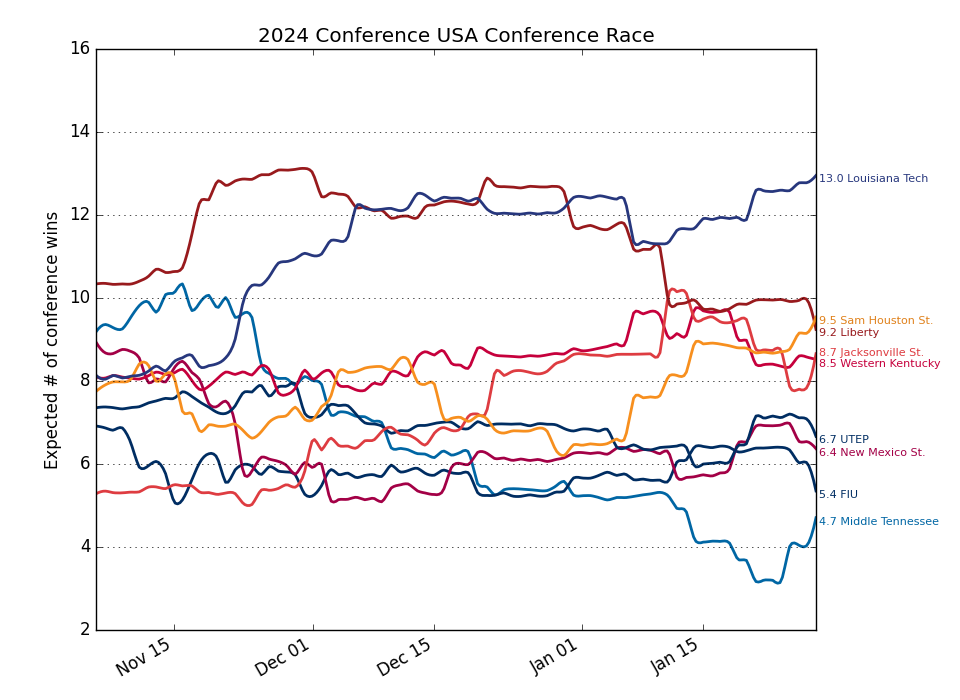 2024 Conference USA Conference Race
Expected # of conference wins
16
14
12
10
8
6
4
2
13.0 Louisiana Tech
9.5 Sam Houston St.
9.2 Liberty
8.7 Jacksonville St.
8.5 Western Kentucky
6.7 UTEP
6.4 New Mexico St.
5.4 FIU
4.7 Middle Tennessee
Nov 15
Dec 01
Dec 15
Jan 01
Jan 15